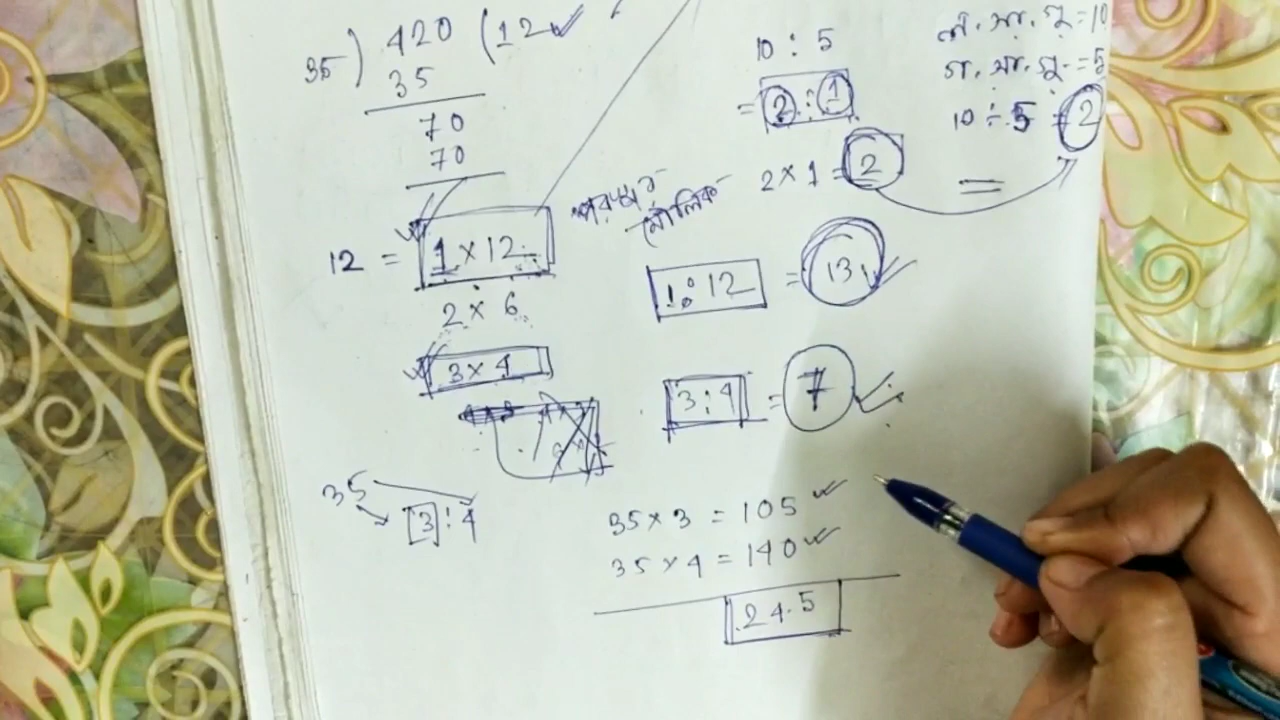 35) 420 (12 ✓
35
70
70
12 = 1 × 12
2 × 6
3 × 4
35
3 : 4
10 : 5
= 2 : 1
2 × 1 = 2
ল. সা. গু = 10
গ. সা. গু. = 5
10 ÷ 5 = 2
পরস্পর
মৌলিক
1 : 12 = 13
3 : 4 = 7
35 × 3 = 105 ✓
35 × 4 = 140 ✓
245